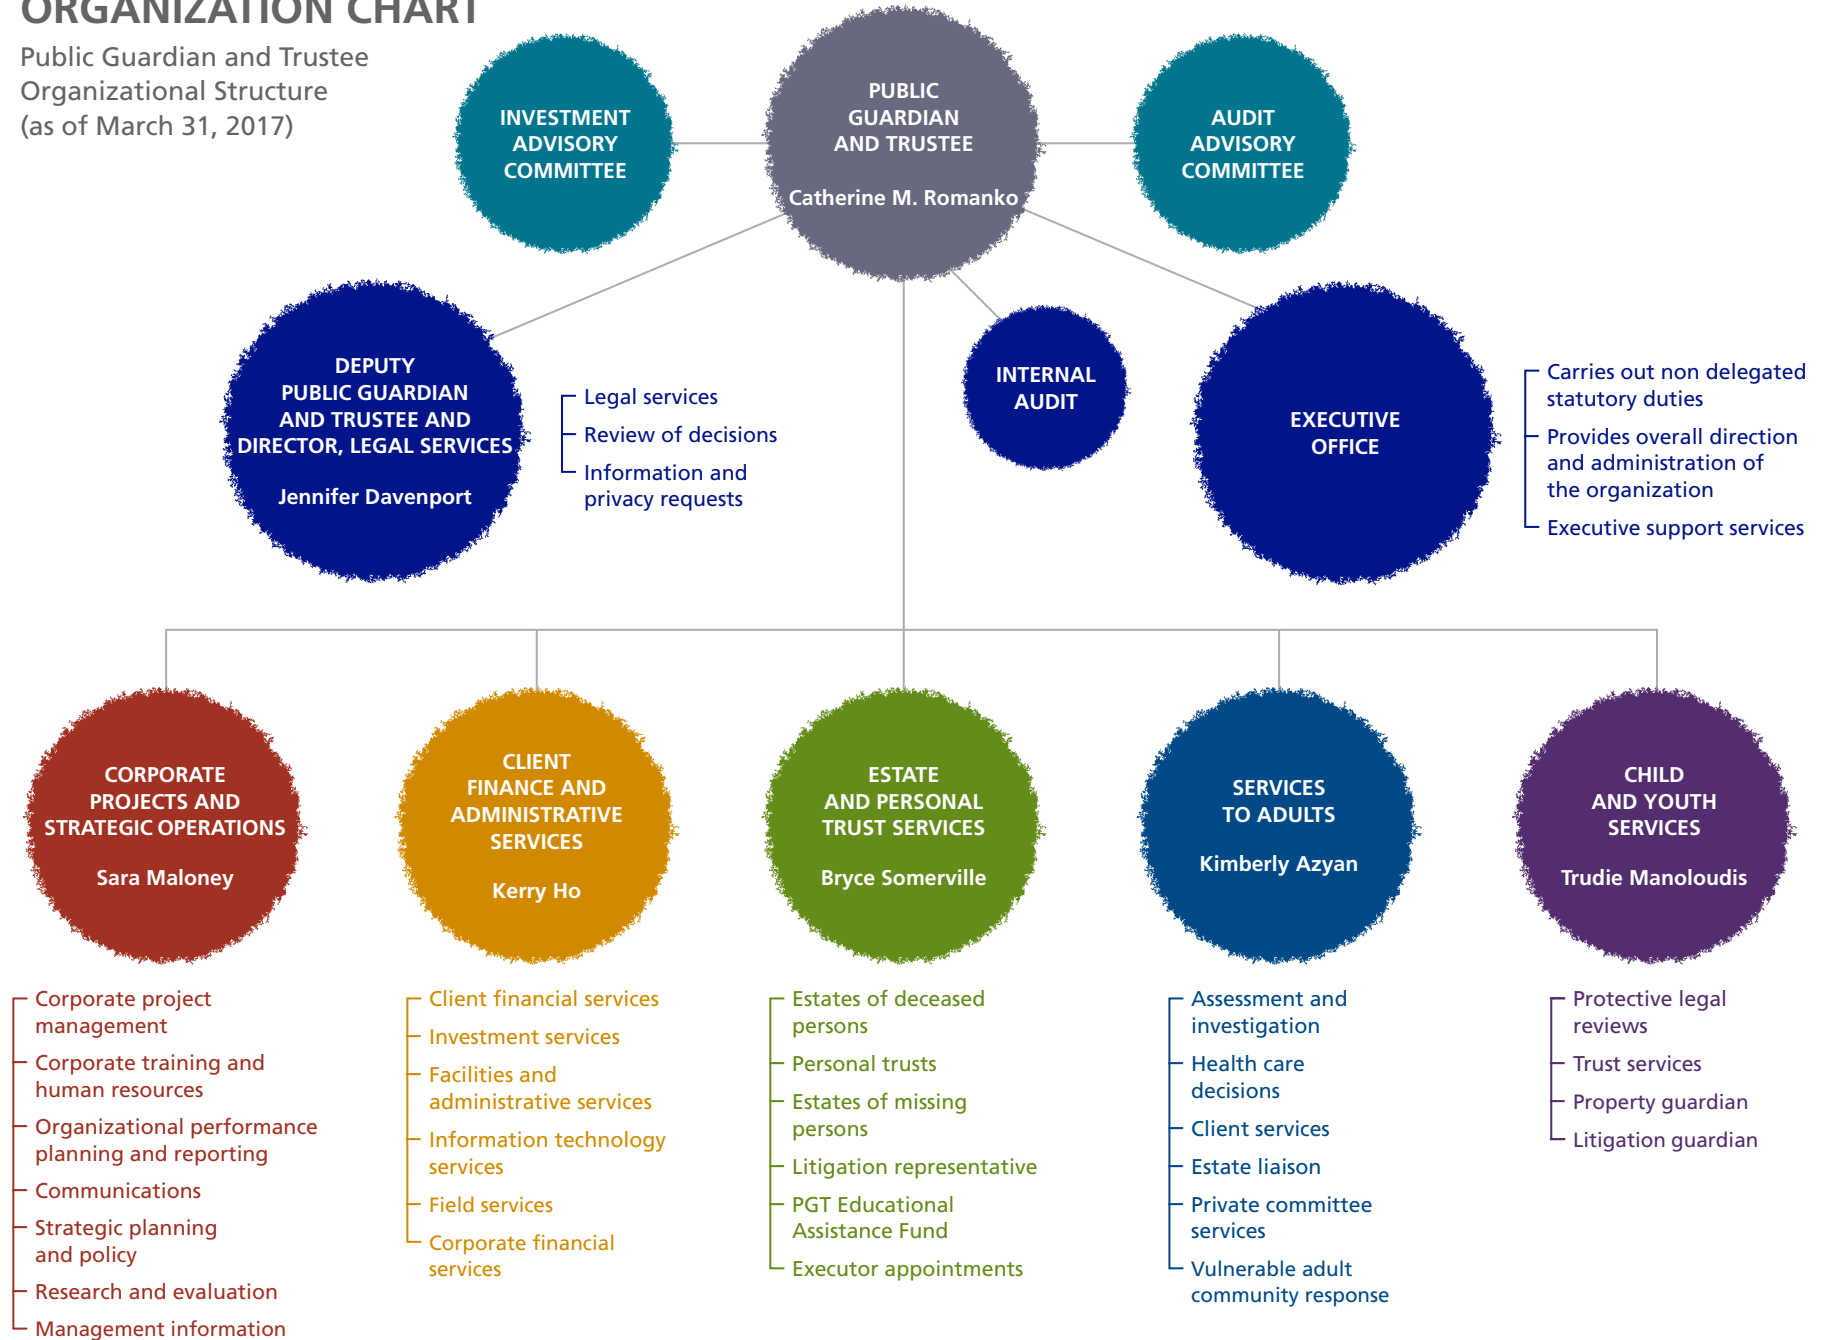 ORGANIZATION CHART
Public Guardian and Trustee
Organizational Structure
(as of March 31, 2017)
INVESTMENT
ADVISORY
COMMITTEE
PUBLIC
GUARDIAN
AND TRUSTEE
Catherine M. Romanko
AUDIT
ADVISORY
COMMITTEE
DEPUTY
PUBLIC GUARDIAN
AND TRUSTEE AND
DIRECTOR, LEGAL SERVICES
Jennifer Davenport
Legal services
Review of decisions
Information and
privacy requests
INTERNAL
AUDIT
EXECUTIVE
OFFICE
Carries out non delegated
statutory duties
Provides overall direction
and administration of
the organization
Executive support services
CORPORATE
PROJECTS AND
STRATEGIC OPERATIONS
Sara Maloney
Corporate project
management
Corporate training and
human resources
Organizational performance
planning and reporting
Communications
Strategic planning
and policy
Research and evaluation
Management information
CLIENT
FINANCE AND
ADMINISTRATIVE
SERVICES
Kerry Ho
Client financial services
Investment services
Facilities and
administrative services
Information technology
services
Field services
Corporate financial
services
ESTATE
AND PERSONAL
TRUST SERVICES
Bryce Somerville
Estates of deceased
persons
Personal trusts
Estates of missing
persons
Litigation representative
PGT Educational
Assistance Fund
Executor appointments
SERVICES
TO ADULTS
Kimberly Azyan
Assessment and
investigation
Health care
decisions
Client services
Estate liaison
Private committee
services
Vulnerable adult
community response
CHILD
AND YOUTH
SERVICES
Trudie Manoloudis
Protective legal
reviews
Trust services
Property guardian
Litigation guardian